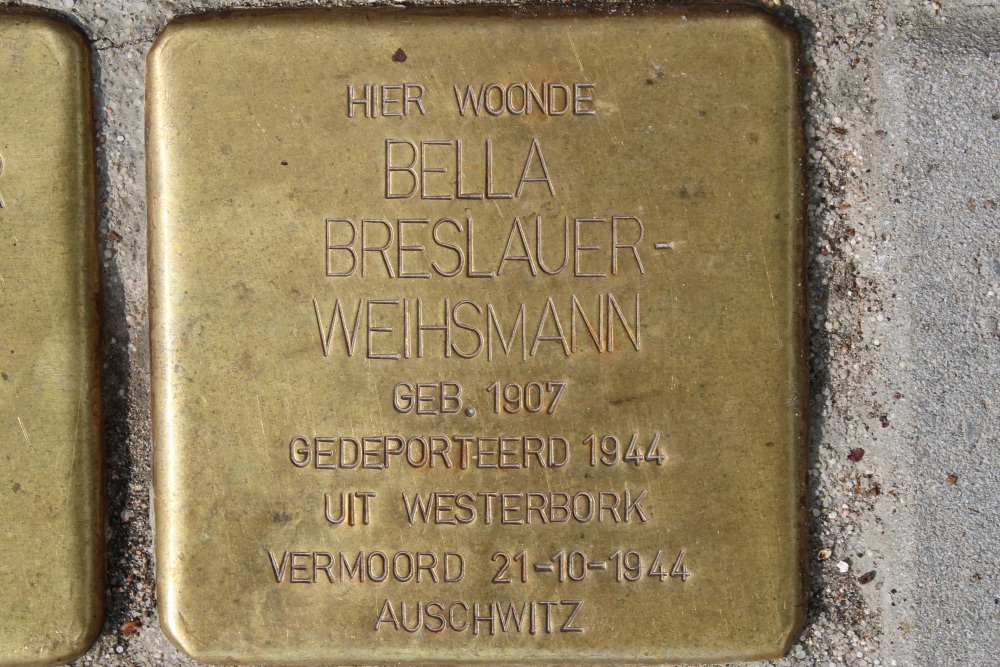 HIER WOONDE
BELLA
BRESLAUER-
WEIHSMANN
GEB. 1907
GEDEPORTEERD 1944
UIT WESTERBORK
VERMOORD 21-10-1944
AUSCHWITZ